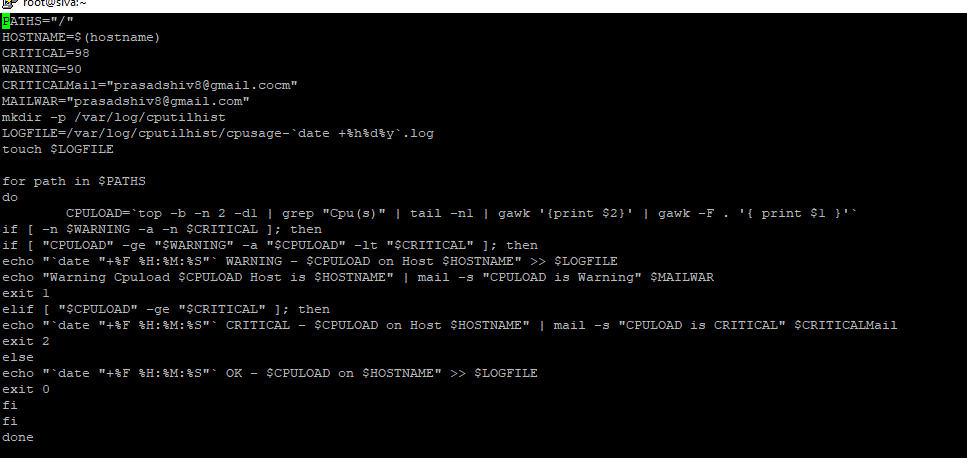 root@siva:~
PATHS="/"
HOSTNAME=$(hostname)
CRITICAL=98
WARNING=90
CRITICALMail="prasadshiv8@gmail.cocm"
MAILWAR="prasadshiv8@gmail.com"
mkdir -p /var/log/cputilhist
LOGFILE=/var/log/cputilhist/cpusage-`date +%h%d%y`.log
touch $LOGFILE
for path in $PATHS
do
CPULOAD=`top -b -n 2 -d1 | grep "Cpu(s)" | tail -n1 | gawk '{print $2}' | gawk -F . '{ print $1 }'`
if [ -n $WARNING -a -n $CRITICAL ]; then
if [ "CPULOAD" -ge "$WARNING" -a "$CPULOAD" -lt "$CRITICAL" ]; then
echo "`date "+%F %H:%M:%S"` WARNING - $CPULOAD on Host $HOSTNAME" >> $LOGFILE
echo "Warning Cpuload $CPULOAD Host is $HOSTNAME" | mail -s "CPULOAD is Warning" $MAILWAR
exit 1
elif [ "$CPULOAD" -ge "$CRITICAL" ]; then
echo "`date "+%F %H:%M:%S"` CRITICAL - $CPULOAD on Host $HOSTNAME" | mail -s "CPULOAD is CRITICAL" $CRITICALMail
exit 2
else
echo "`date "+%F %H:%M:%S"` OK - $CPULOAD on $HOSTNAME" >> $LOGFILE
exit 0
fi
fi
done